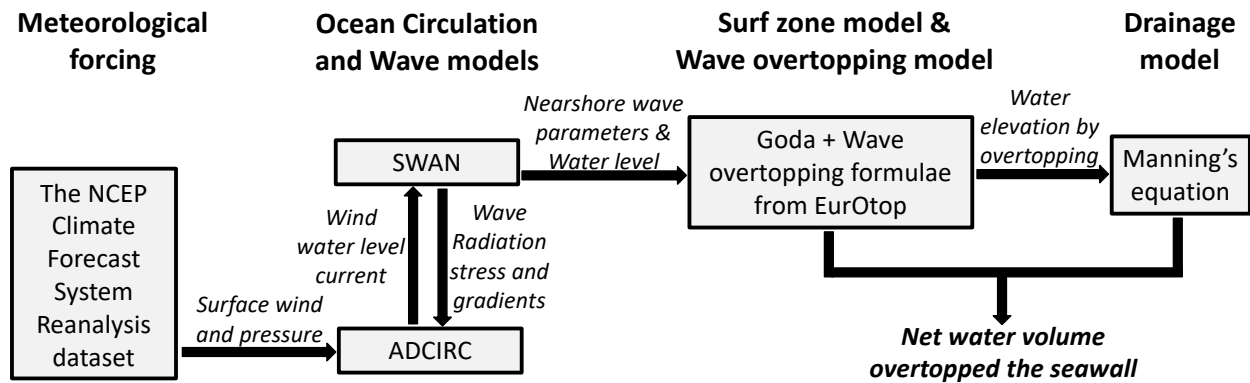 Meteorological
forcing
Ocean Circulation
and Wave models
Surf zone model &
Wave overtopping model
Drainage
model
The NCEP
Climate
Forecast
System
Reanalysis
dataset
Surface wind
and pressure
SWAN
Wind
water level
current
Wave
Radiation
stress and
gradients
ADCIRC
Nearshore wave
parameters &
Water level
Goda + Wave
overtopping formulae
from EurOtop
Water
elevation by
overtopping
Manning's
equation
Net water volume
overtopped the seawall